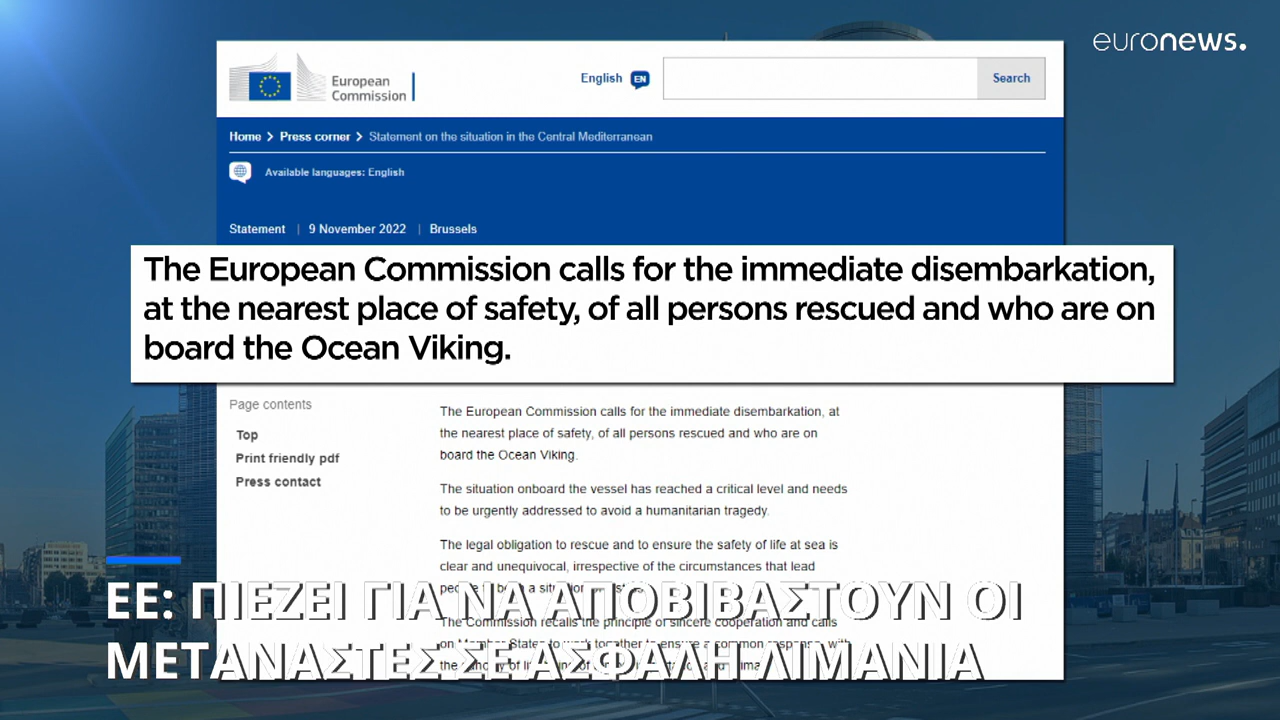 euronews.
European
Commission
English EN
Search
Home > Press corner > Statement on the situation in the Central Mediterranean
Available languages: English
Statement | 9 November 2022 | Brussels
The European Commission calls for the immediate disembarkation,
at the nearest place of safety, of all persons rescued and who are on
board the Ocean Viking.
Page contents
Top
Print friendly pdf
Press contact
The European Commission calls for the immediate disembarkation, at
the nearest place of safety, of all persons rescued and who are on
board the Ocean Viking.
The situation onboard the vessel has reached a critical level and needs
to be urgently addressed to avoid a humanitarian tragedy.
The legal obligation to rescue and to ensure the safety of life at sea is
clear and unequivocal, irrespective of the circumstances that lead
ΕΕ: ΠΙΕΖΕΙ ΓΙΑ ΝΑ ΑΠΟΒΙΒΑΣΤΟΥΝ ΟΙ
The Commission recalls the principle of sincere cooperation and calls
ΜΕΤΑΝΑΣΤΕΣ ΣΕ ΑΣΦΑΛΗ ΛΙΜΑΝΙΑ